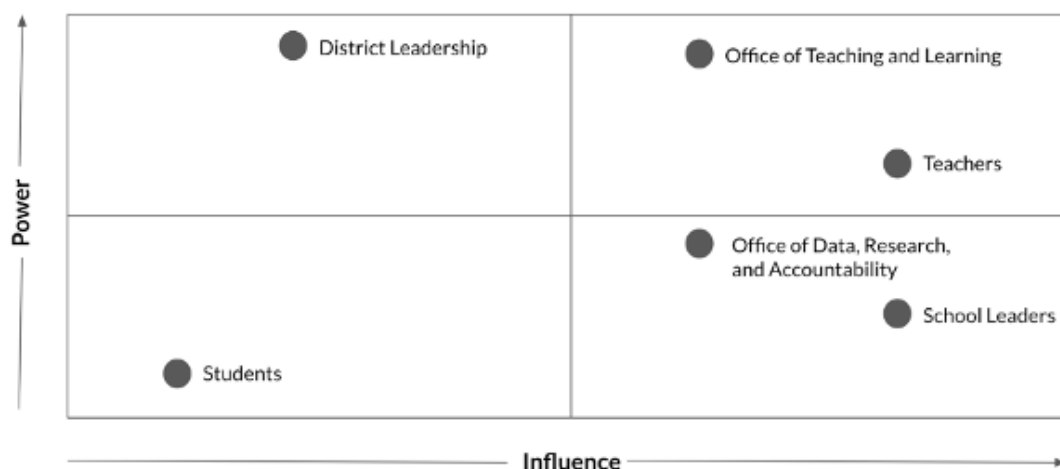 District Leadership
Office of Teaching and Learning
Teachers
Power
Office of Data, Research,
and Accountability
School Leaders
Students
Influence